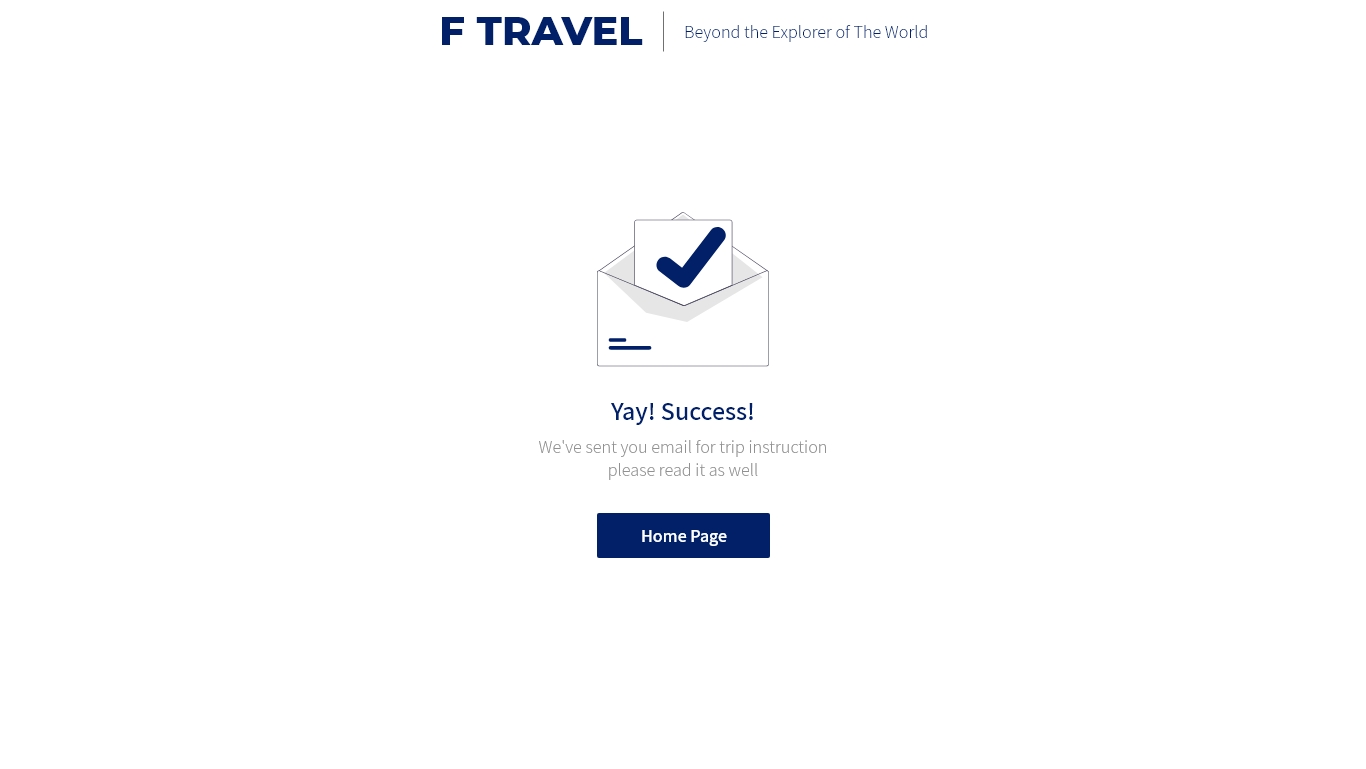 F TRAVEL
Beyond the Explorer of The World
Yay! Success!
We've sent you email for trip instruction
please read it as well
Home Page